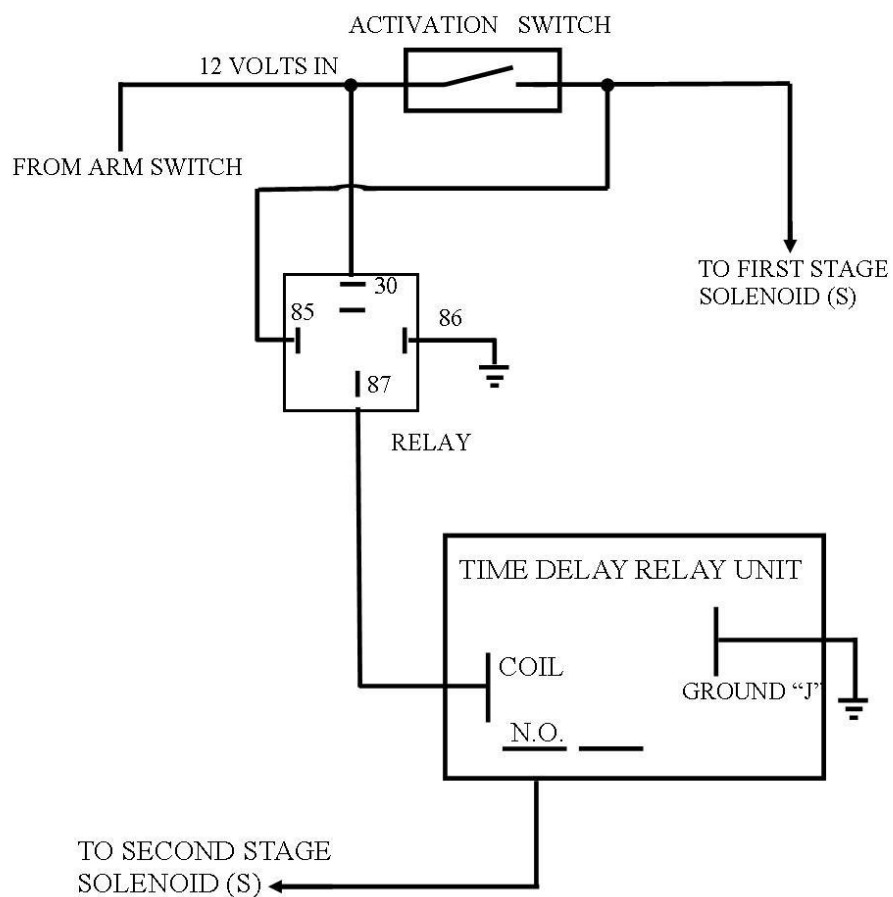 ACTIVATION SWITCH
12 VOLTS IN
FROM ARM SWITCH
TO FIRST STAGE
SOLENOID (S)
30
85
86
87
RELAY
TIME DELAY RELAY UNIT
COIL
GROUND “J”
N.O.
TO SECOND STAGE
SOLENOID (S)